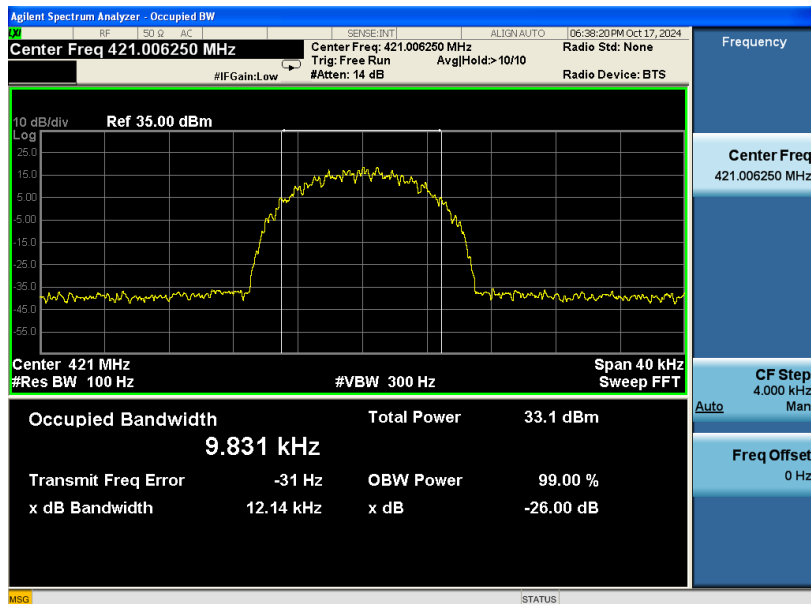 Agilent Spectrum Analyzer - Occupied BW
LXI RF 50 Ω AC SENSE:INT ALIGN AUTO 06:38:20 PM Oct 17, 2024
Center Freq 421.006250 MHz
Center Freq: 421.006250 MHz Radio Std: None
Trig: Free Run Avg|Hold:> 10/10
#IFGain:Low #Atten: 14 dB Radio Device: BTS
10 dB/div Ref 35.00 dBm
Log
25.0
15.0
5.00
-5.00
-15.0
-25.0
-35.0
-45.0
-55.0
Center 421 MHz Span 40 kHz
#Res BW 100 Hz #VBW 300 Hz Sweep FFT
Occupied Bandwidth Total Power 33.1 dBm
9.831 kHz
Transmit Freq Error -31 Hz OBW Power 99.00 %
x dB Bandwidth 12.14 kHz x dB -26.00 dB
MSG STATUS
Frequency
Center Freq
421.006250 MHz
CF Step
4.000 kHz
Auto Man
Freq Offset
0 Hz